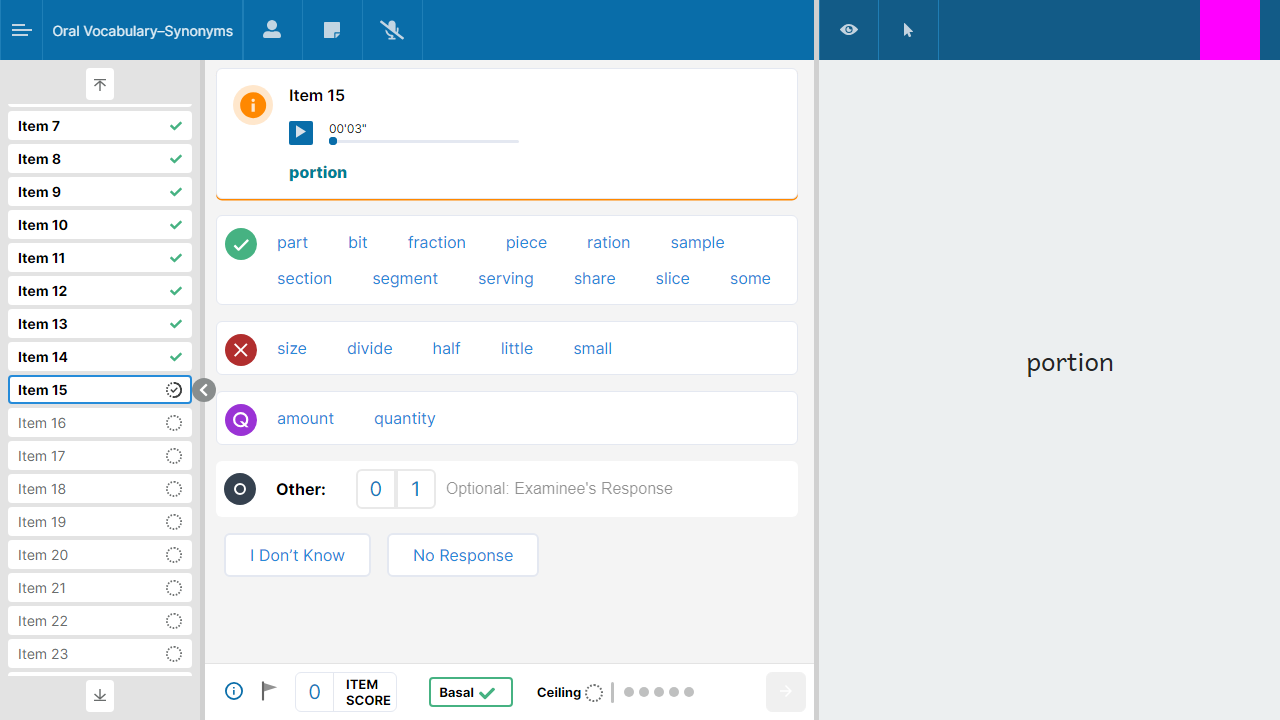 Oral Vocabulary–Synonyms
Item 7
Item 8
Item 9
Item 10
Item 11
Item 12
Item 13
Item 14
Item 15
Item 16
Item 17
Item 18
Item 19
Item 20
Item 21
Item 22
Item 23
Item 15
00'03"
portion
part bit fraction piece ration sample
section segment serving share slice some
size divide half little small
Q amount quantity
Other: 0 1 Optional: Examinee's Response
I Don't Know No Response
0 ITEM SCORE
Basal
Ceiling
portion